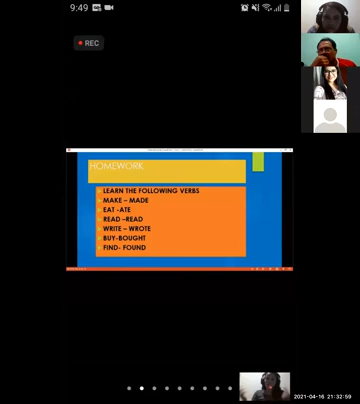 9:49
REC
HOMEWORK
LEARN THE FOLLOWING VERBS
MAKE – MADE
EAT -ATE
READ –READ
WRITE – WROTE
BUY-BOUGHT
FIND- FOUND
2021-04-16 21:32:59